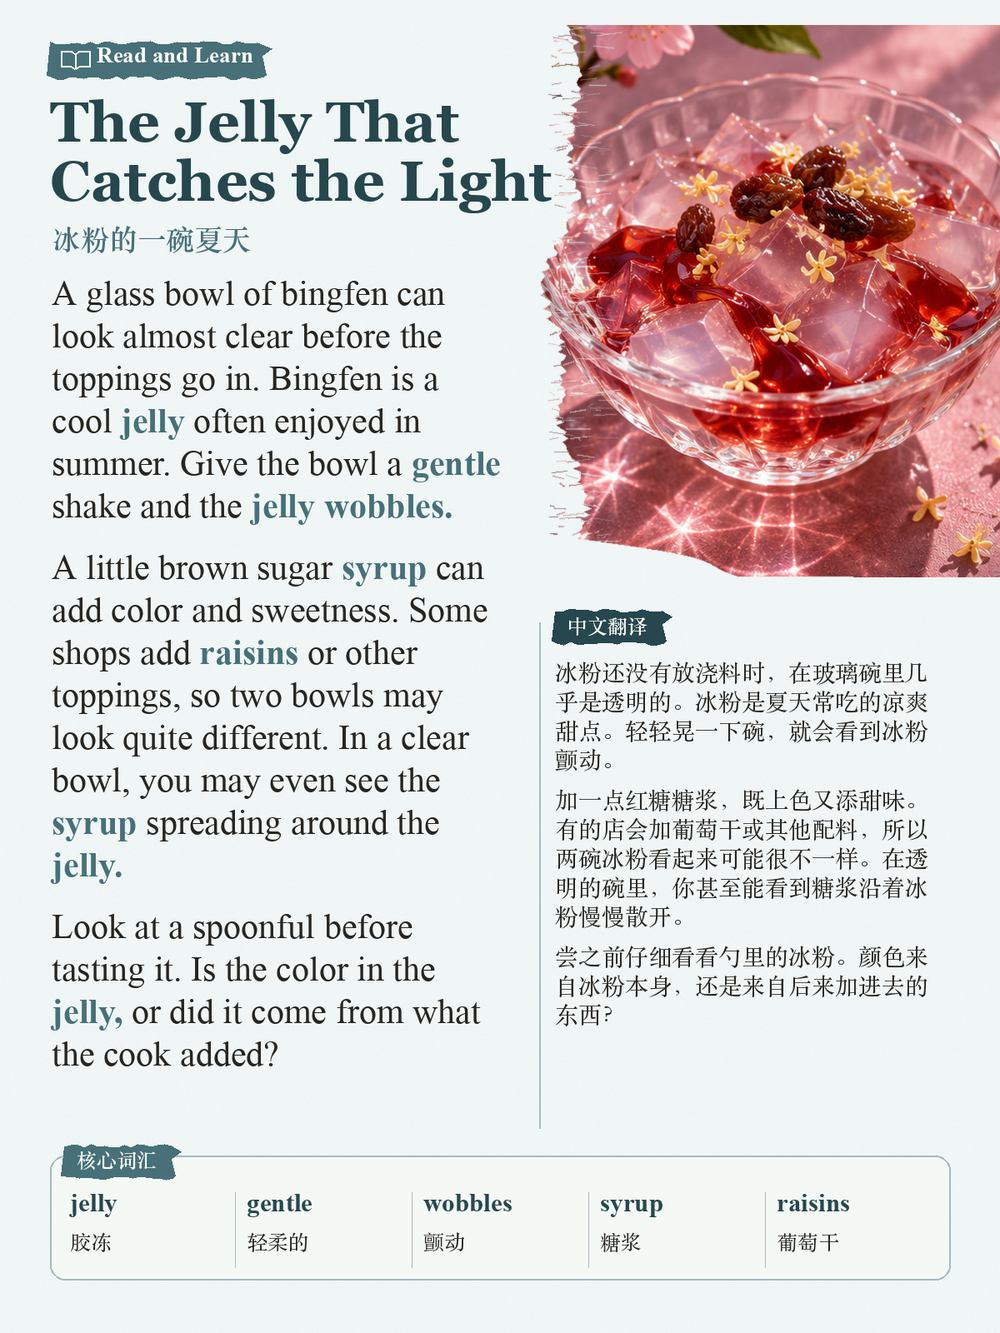 Read and Learn
The Jelly That
Catches the Light
冰粉的一碗夏天
A glass bowl of bingfen can
look almost clear before the
toppings go in. Bingfen is a
cool jelly often enjoyed in
summer. Give the bowl a gentle
shake and the jelly wobbles.
A little brown sugar syrup can
add color and sweetness. Some
shops add raisins or other
toppings, so two bowls may
look quite different. In a clear
bowl, you may even see the
syrup spreading around the
jelly.
Look at a spoonful before
tasting it. Is the color in the
jelly, or did it come from what
the cook added?
中文翻译
冰粉还没有放浇料时，在玻璃碗里几
乎是透明的。冰粉是夏天常吃的凉爽
甜点。轻轻晃一下碗，就会看到冰粉
颤动。
加一点红糖糖浆，既上色又添甜味。
有的店会加葡萄干或其他配料，所以
两碗冰粉看起来可能很不一样。在透
明的碗里，你甚至能看到糖浆沿着冰
粉慢慢散开。
尝之前仔细看看勺里的冰粉。颜色来
自冰粉本身，还是来自后来加进去的
东西？
核心词汇
jelly
胶冻
gentle
轻柔的
wobbles
颤动
syrup
糖浆
raisins
葡萄干